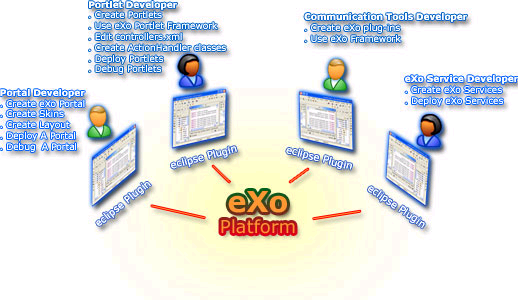 Portlet Developer
. Create Portlets
. Use eXo Portlet Framework
. Edit controllers.xml
. Create ActionHandler classes
. Deploy Portlets
. Debug Portlets
Communication Tools Developer
. Create eXo plug-ins
. Use eXo Framework
eXo Service Developer
. Create eXo Services
. Deploy eXo Services
Portal Developer
. Create eXo Portal
. Create Skins
. Create Layout
. Deploy A Portal
. Debug A Portal
eclipse Plugin
eclipse Plugin
eclipse Plugin
eclipse Plugin
eXo
Platform